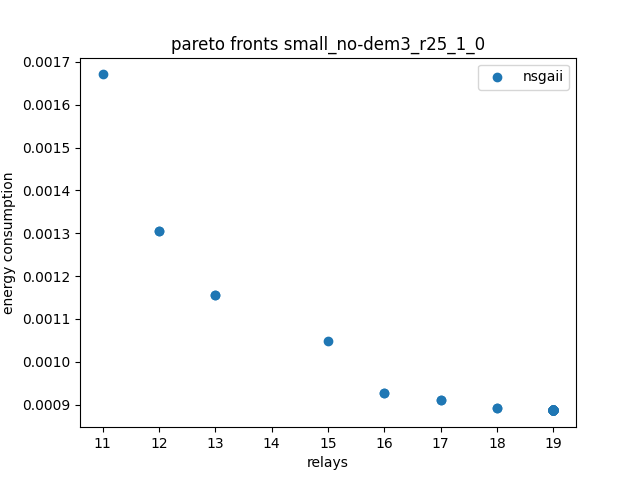 pareto fronts small_no-dem3_r25_1_0
nsgaii
energy consumption
0.0017
0.0016
0.0015
0.0014
0.0013
0.0012
0.0011
0.0010
0.0009
11 12 13 14 15 16 17 18 19
relays